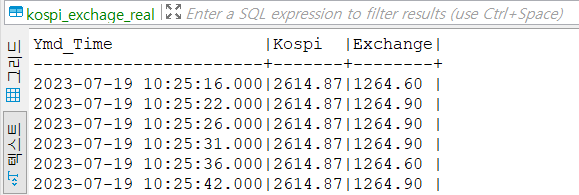 kospi_exchage_real Enter a SQL expression to filter results (use Ctrl+Space)
그리드
텍스트
Ymd_Time |Kospi |Exchange|
-----------------------+-------+--------+
2023-07-19 10:25:16.000|2614.87|1264.60 |
2023-07-19 10:25:22.000|2614.87|1264.90 |
2023-07-19 10:25:26.000|2614.87|1264.90 |
2023-07-19 10:25:31.000|2614.87|1264.90 |
2023-07-19 10:25:36.000|2614.87|1264.60 |
2023-07-19 10:25:42.000|2614.87|1264.90 |